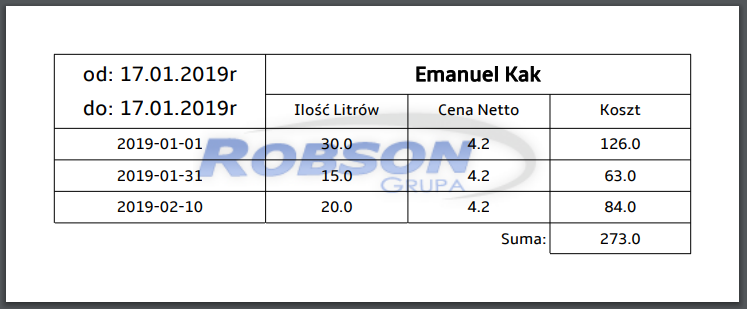 od: 17.01.2019r
do: 17.01.2019r
Emanuel Kak
Ilość Litrów Cena Netto Koszt
2019-01-01 30.0 4.2 126.0
2019-01-31 15.0 4.2 63.0
2019-02-10 20.0 4.2 84.0
Suma: 273.0
ROBSON
GRUPA